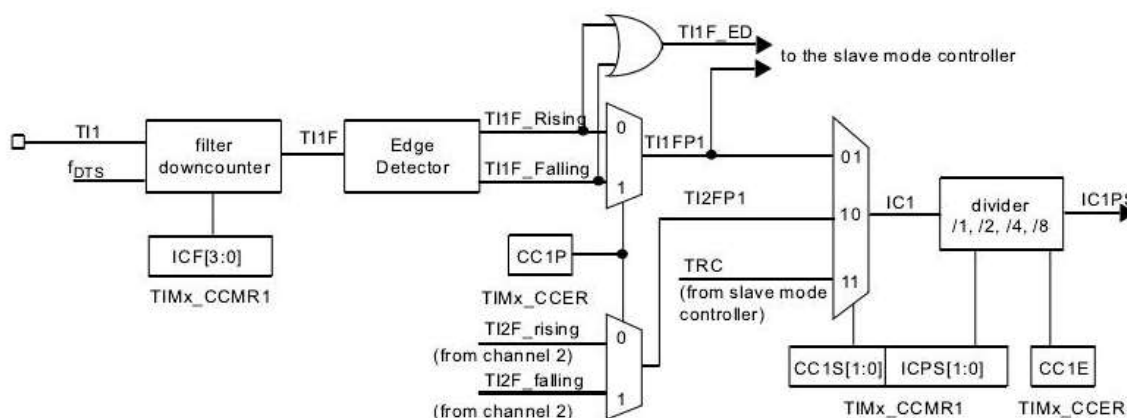 TI1F_ED
to the slave mode controller
TI1
f DTS
filter
downcounter
TI1F
Edge
Detector
TI1F_Rising
TI1F_Falling
0
1
TI1FP1
01
TI2FP1
10
IC1
divider
/1, /2, /4, /8
IC1PS
ICF[3:0]
TIMx_CCMR1
CC1P
TIMx_CCER
TRC
11
(from slave mode
controller)
TI2F_rising
0
(from channel 2)
TI2F_falling
1
(from channel 2)
CC1S[1:0]
ICPS[1:0]
CC1E
TIMx_CCMR1
TIMx_CCER